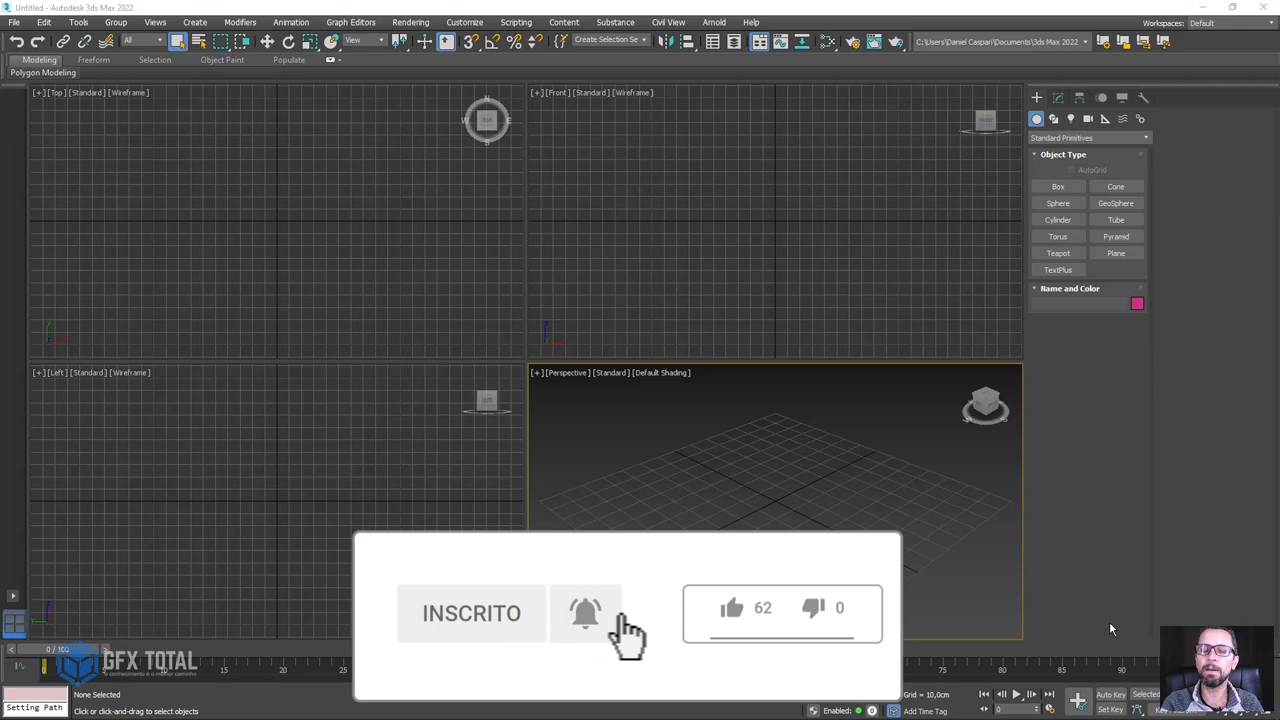 Untitled - Autodesk 3ds Max 2022
File Edit Tools Group Views Create Modifiers Animation Graph Editors Rendering Customize Scripting Content Substance Civil View Arnold Help
Workspaces: Default
All
View
Create Selection Se
C:\Users\Daniel Caspari\Documents\3ds Max 2022
Modeling Freeform Selection Object Paint Populate
Polygon Modeling
[+] [Top] [Standard] [Wireframe]
[+] [Front] [Standard] [Wireframe]
Standard Primitives
Object Type
AutoGrid
Box Cone
Sphere GeoSphere
Cylinder Tube
Torus Pyramid
Teapot Plane
TextPlus
Name and Color
[+] [Left] [Standard] [Wireframe]
[+] [Perspective] [Standard] [Default Shading]
INSCRITO
62 0
0 / 100
GFX TOTAL
o conhecimento é o melhor caminho
0 5 10 15 20 25 90 95
None Selected
Setting Path
Click or click-and-drag to select objects
Grid = 10,0cm
Enabled:
Add Time Tag
0
Auto Key Selected
Set Key